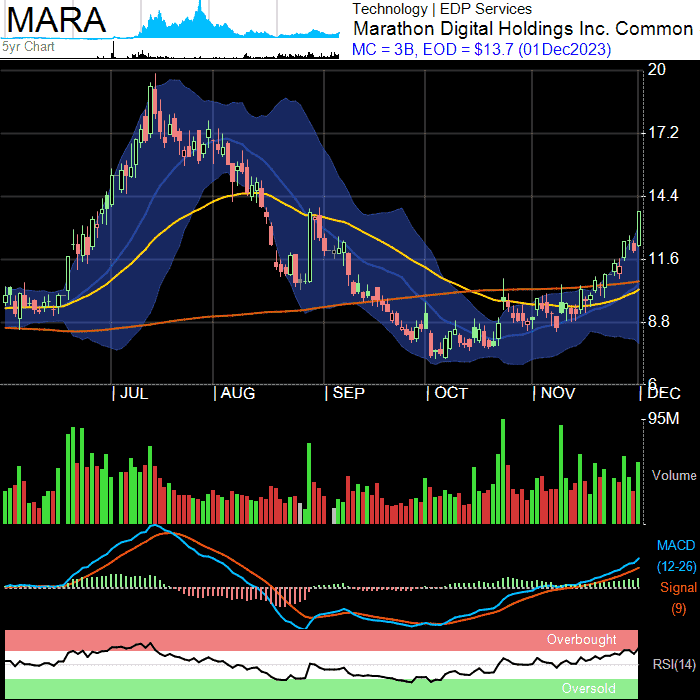 MARA
5yr Chart
Technology | EDP Services
Marathon Digital Holdings Inc. Common
MC = 3B, EOD = $13.7 (01Dec2023)
20
17.2
14.4
11.6
8.8
6
| JUL | AUG | SEP | OCT | NOV | DEC
95M
Volume
MACD
(12-26)
Signal
(9)
Overbought
RSI(14)
Oversold